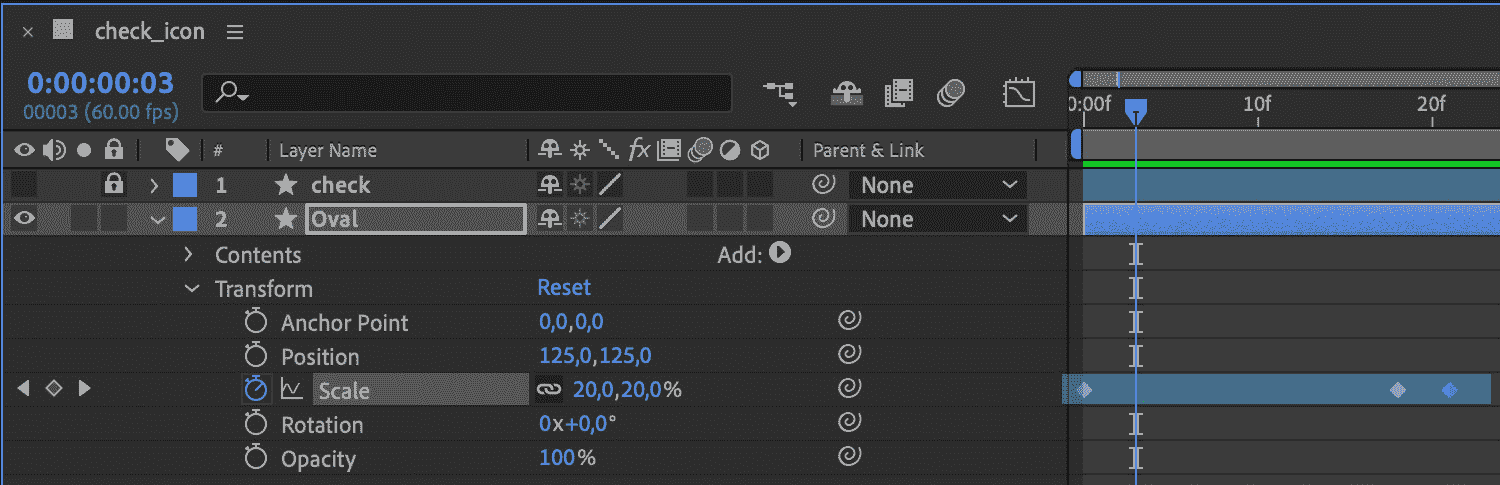 check_icon
0:00:00:03
00003 (60.00 fps)
0:00f 10f 20f
# Layer Name fx Parent & Link
1 check None
2 Oval None
Contents Add:
Transform Reset
Anchor Point 0,0,0,0
Position 125,0,125,0
Scale 20,0,20,0%
Rotation 0x+0,0°
Opacity 100%